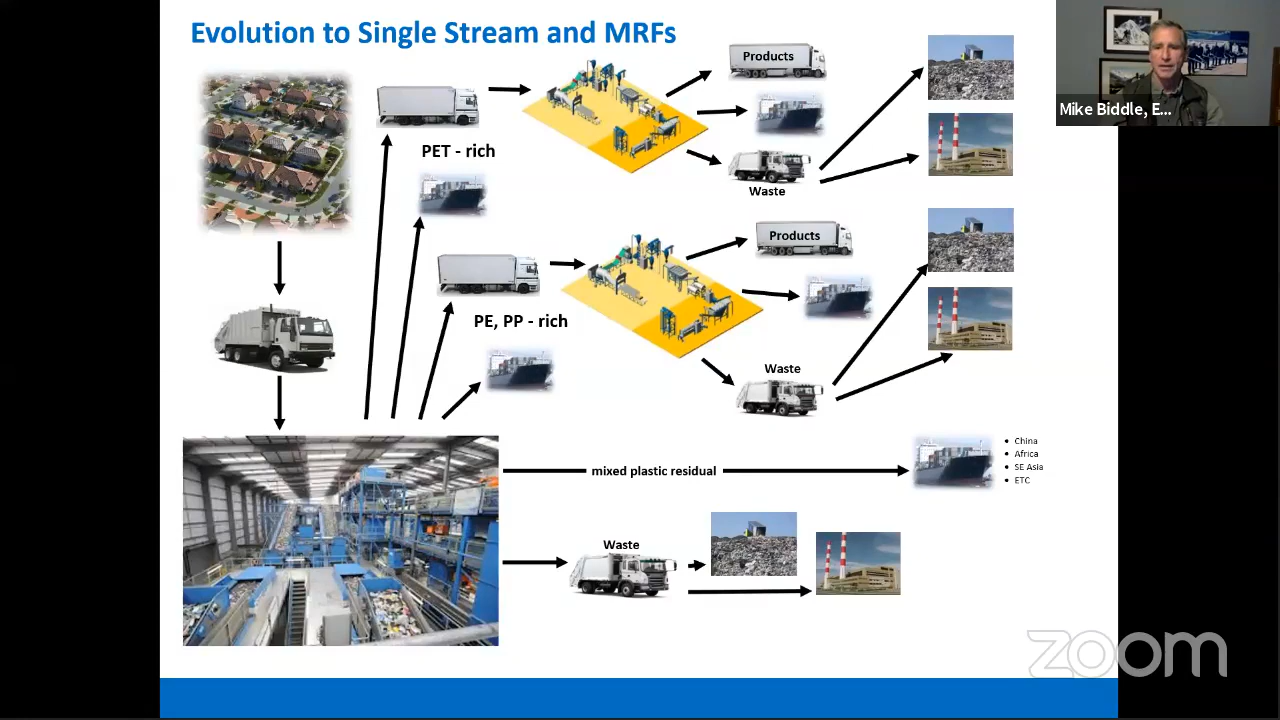 Evolution to Single Stream and MRFs
Mike Biddle, E...
Products
PET - rich
Waste
Products
PE, PP - rich
Waste
mixed plastic residual
• China
• Africa
• SE Asia
• ETC
Waste
zoom